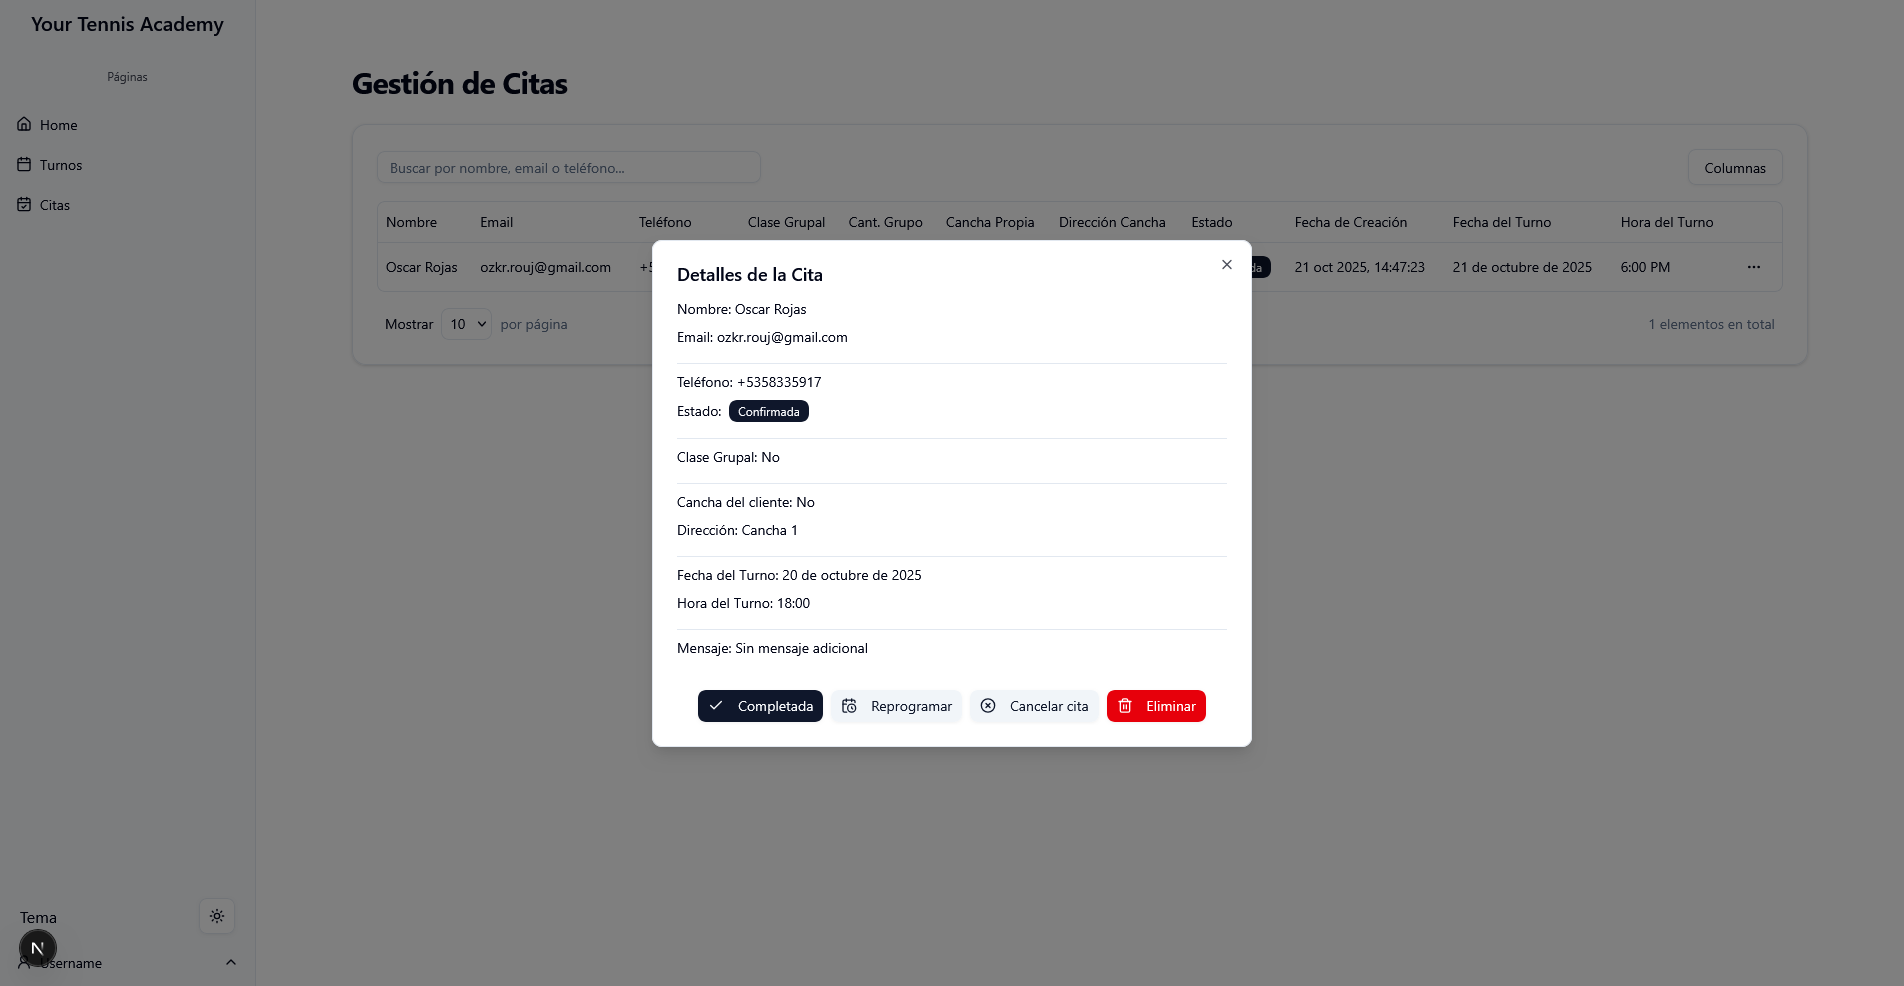 Your Tennis Academy
Páginas
Home
Turnos
Citas
Tema
N
Username
Gestión de Citas
Buscar por nombre, email o teléfono...
Columnas
Nombre Email Teléfono Clase Grupal Cant. Grupo Cancha Propia Dirección Cancha Estado Fecha de Creación Fecha del Turno Hora del Turno
Oscar Rojas ozkr.rouj@gmail.com 21 oct 2025, 14:47:23 21 de octubre de 2025 6:00 PM
Mostrar 10 por página 1 elementos en total
Detalles de la Cita
Nombre: Oscar Rojas
Email: ozkr.rouj@gmail.com
Teléfono: +5358335917
Estado: Confirmada
Clase Grupal: No
Cancha del cliente: No
Dirección: Cancha 1
Fecha del Turno: 20 de octubre de 2025
Hora del Turno: 18:00
Mensaje: Sin mensaje adicional
Completada Reprogramar Cancelar cita Eliminar